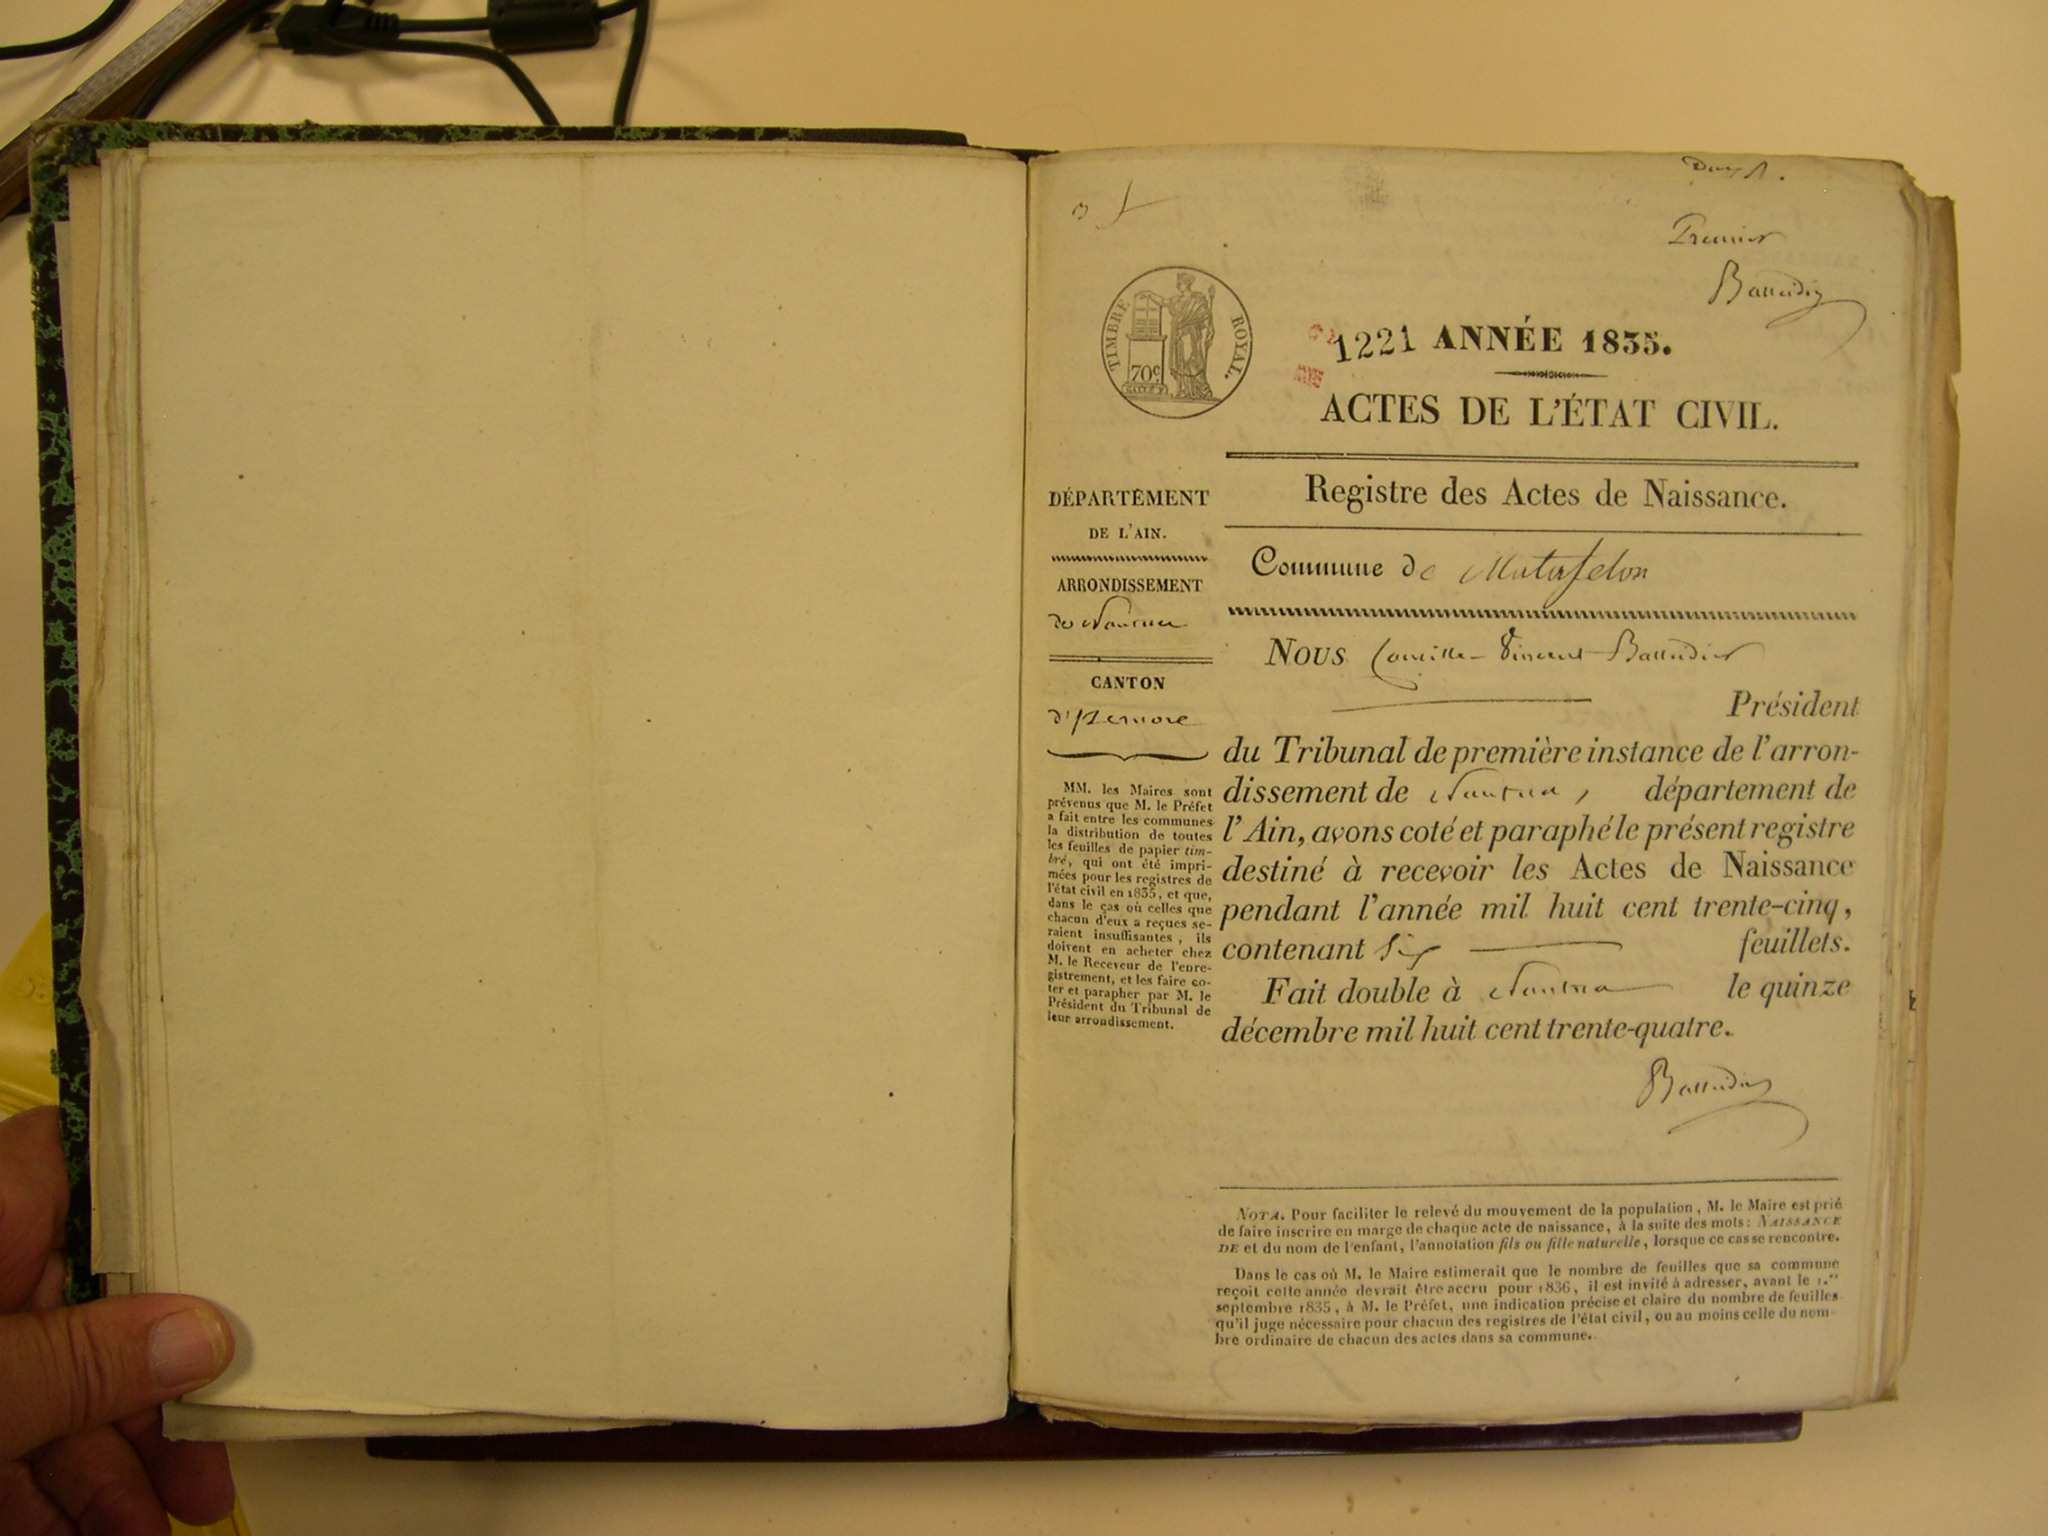 Premier
Bassudier
TIMBRE ROYAL.
70c
1221 ANNÉE 1835.
ACTES DE L'ÉTAT CIVIL.
DÉPARTEMENT
DE L'AIN.
ARRONDISSEMENT
de Nantua
CANTON
d'Izernore
MM. les Maires sont
prévenus que M. le Préfet
a fait entre les communes
la distribution de toutes
les feuilles de papier tim-
bré, qui ont été impri-
mées pour les registres de
l'état civil en 1835, et que,
dans le cas où celles que
chacun d'eux a reçues se-
raient insuffisantes, ils
doivent en acheter chez
M. le Receveur de l'enre-
gistrement, et les faire co-
ter et parapher par M. le
Président du Tribunal de
leur arrondissement.
Registre des Actes de Naissance.
Commune de Matafelon
Nous Vincent
Président
du Tribunal de première instance de l'arron-
dissement de Nantua, département de
l'Ain, avons coté et paraphé le présent registre
destiné à recevoir les Actes de Naissance
pendant l'année mil huit cent trente-cinq,
contenant Six feuillets.
Fait double à Nantua le quinze
décembre mil huit cent trente-quatre.
NOTA. Pour faciliter le relevé du mouvement de la population, M. le Maire est prié
de faire inscrire en marge de chaque acte de naissance, à la suite des mots: NAISSANCE
DE et du nom de l'enfant, l'annotation fils ou fille naturelle, lorsque ce cas se rencontre.
Dans le cas où M. le Maire estimerait que le nombre de feuilles que sa commune
reçoit cette année devrait être accru pour 1836, il est invité à adresser, avant le 1.er
septembre 1835, à M. le Préfet, une indication précise et claire du nombre de feuilles
qu'il juge nécessaire pour chacun des registres de l'état civil, ou au moins celle du nom-
bre ordinaire de chacun des actes dans sa commune.